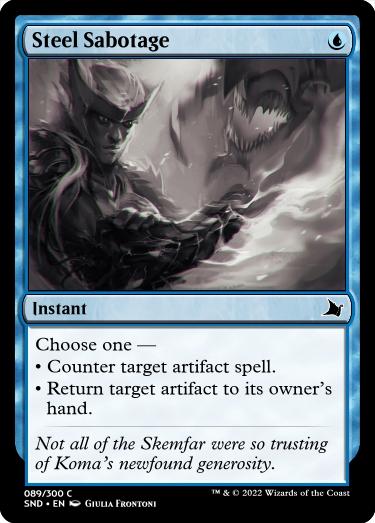 Steel Sabotage
Instant
Choose one —
• Counter target artifact spell.
• Return target artifact to its owner's
hand.
Not all of the Skemfar were so trusting
of Koma's newfound generosity.
089/300 C
SND • EN Giulia Frontoni
™ & © 2022 Wizards of the Coast